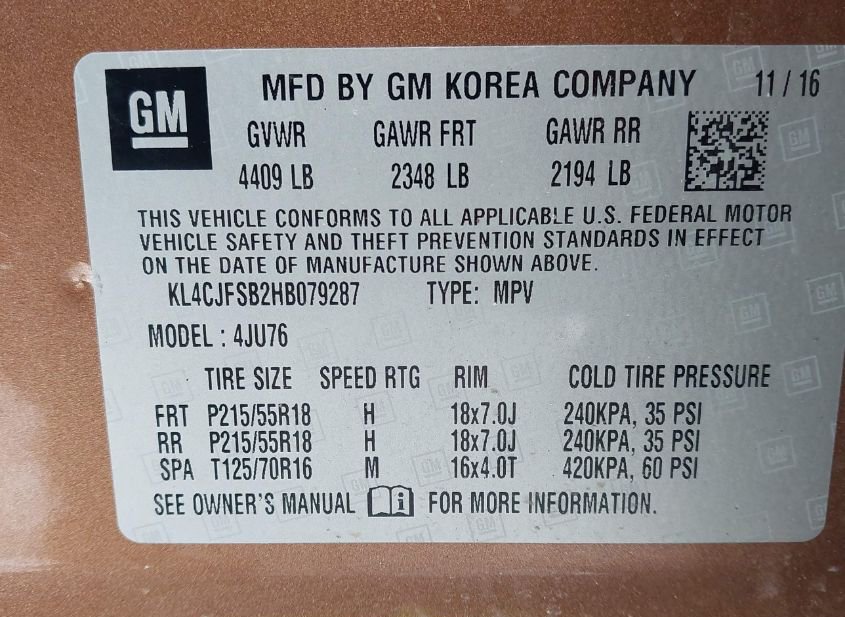 GM MFD BY GM KOREA COMPANY 11 / 16
GVWR GAWR FRT GAWR RR
4409 LB 2348 LB 2194 LB
THIS VEHICLE CONFORMS TO ALL APPLICABLE U.S. FEDERAL MOTOR
VEHICLE SAFETY AND THEFT PREVENTION STANDARDS IN EFFECT
ON THE DATE OF MANUFACTURE SHOWN ABOVE.
KL4CJFSB2HB079287 TYPE: MPV
MODEL : 4JU76
TIRE SIZE SPEED RTG RIM COLD TIRE PRESSURE
FRT P215/55R18 H 18x7.0J 240KPA, 35 PSI
RR P215/55R18 H 18x7.0J 240KPA, 35 PSI
SPA T125/70R16 M 16x4.0T 420KPA, 60 PSI
SEE OWNER'S MANUAL i FOR MORE INFORMATION.